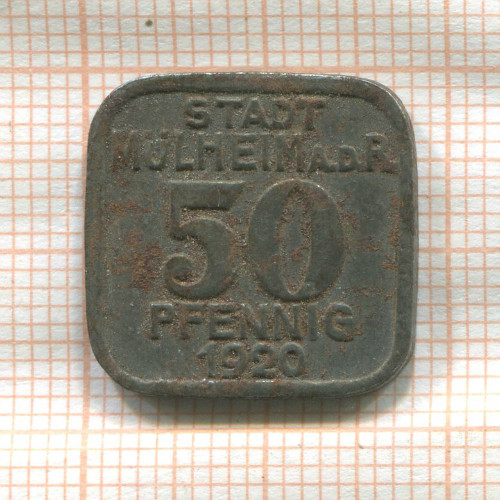 STADT
MÜLHEIM A.D.R.
50
PFENNIG
1920